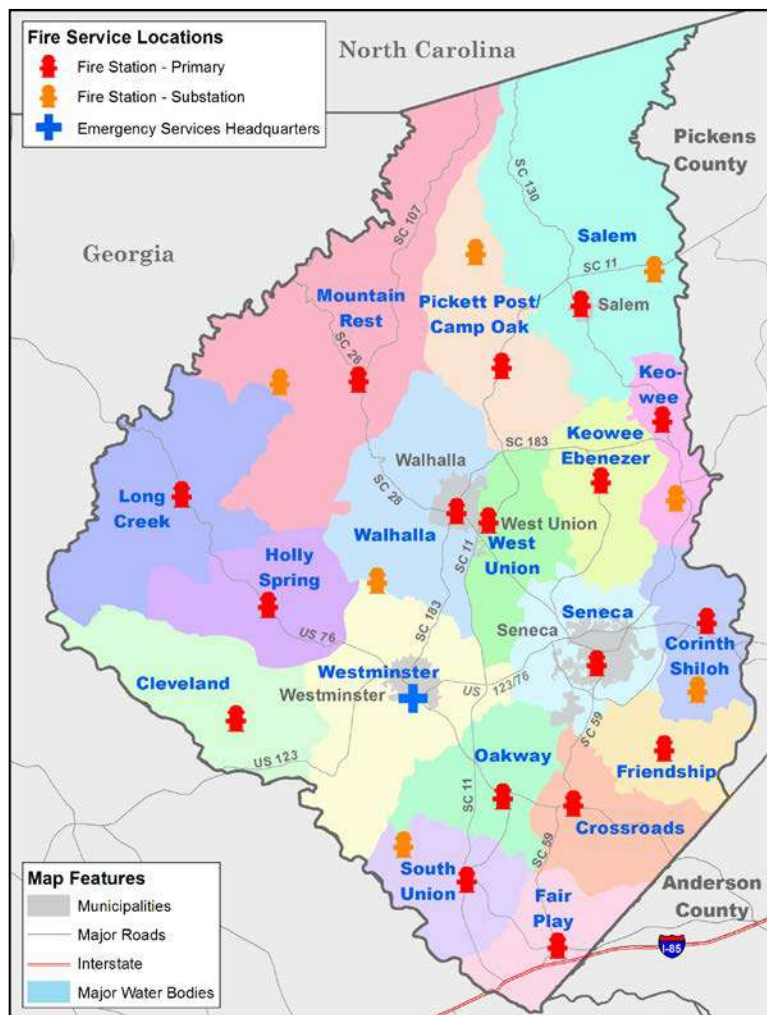 Fire Service Locations
Fire Station - Primary
Fire Station - Substation
Emergency Services Headquarters
North Carolina
Pickens
County
Georgia
SC 107
SC 130
Salem
SC 11
Salem
Mountain
Rest
Pickett Post/
Camp Oak
SC 28
Keo-
wee
SC 183
Keowee
Ebenezer
Walhalla
SC 28
Long
Creek
Walhalla
SC 11
West Union
West
Union
Holly
Spring
SC 183
Seneca
Seneca
Corinth
Shiloh
US 76
Westminster
Westminster
US 123/76
Cleveland
SC 59
US 123
Oakway
Friendship
SC 11
Crossroads
SC 59
South
Union
Fair
Play
Anderson
County
I-85
Map Features
Municipalities
Major Roads
Interstate
Major Water Bodies